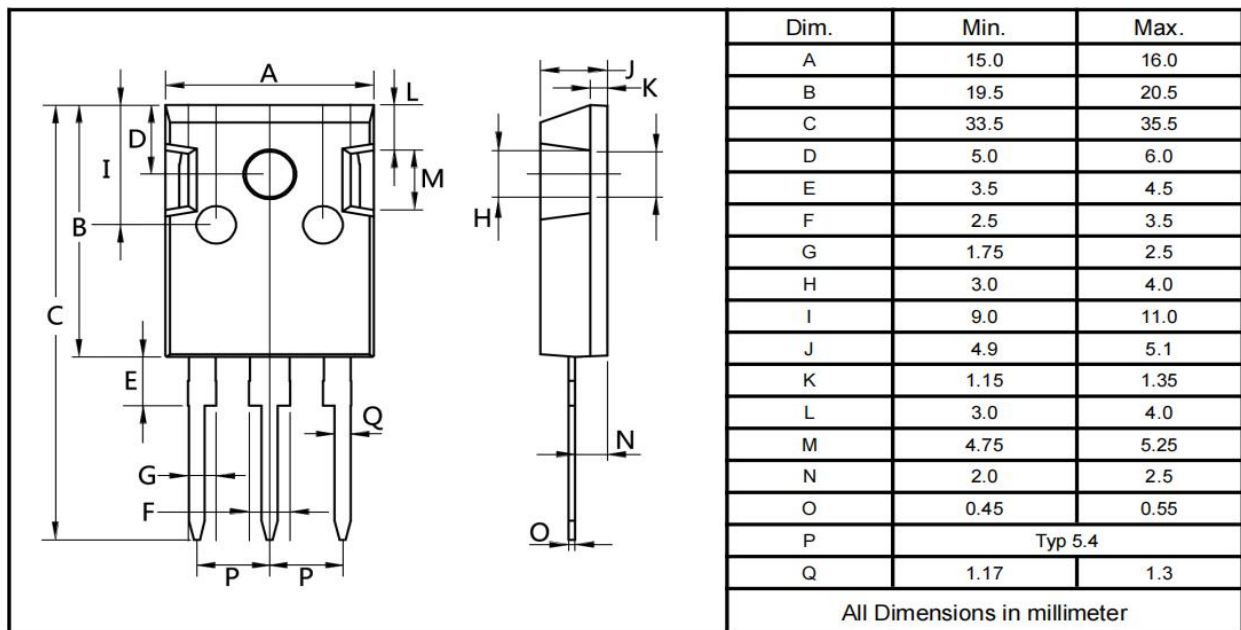 A
L
J
K
D
I
M
H
B
C
E
Q
N
G
F
O
P P
Dim. Min. Max.
A 15.0 16.0
B 19.5 20.5
C 33.5 35.5
D 5.0 6.0
E 3.5 4.5
F 2.5 3.5
G 1.75 2.5
H 3.0 4.0
I 9.0 11.0
J 4.9 5.1
K 1.15 1.35
L 3.0 4.0
M 4.75 5.25
N 2.0 2.5
O 0.45 0.55
P Typ 5.4
Q 1.17 1.3
All Dimensions in millimeter